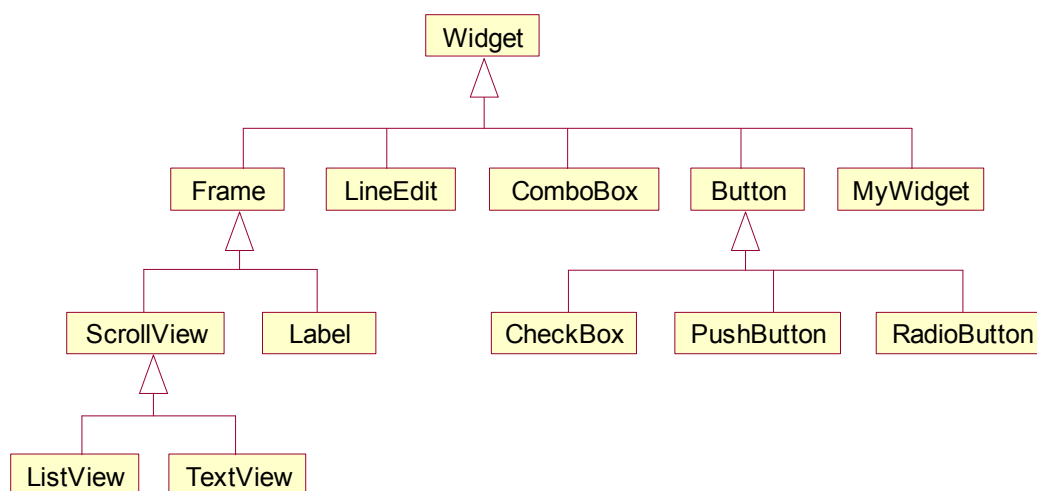 Widget
Frame
LineEdit
ComboBox
Button
MyWidget
ScrollView
Label
CheckBox
PushButton
RadioButton
ListView
TextView